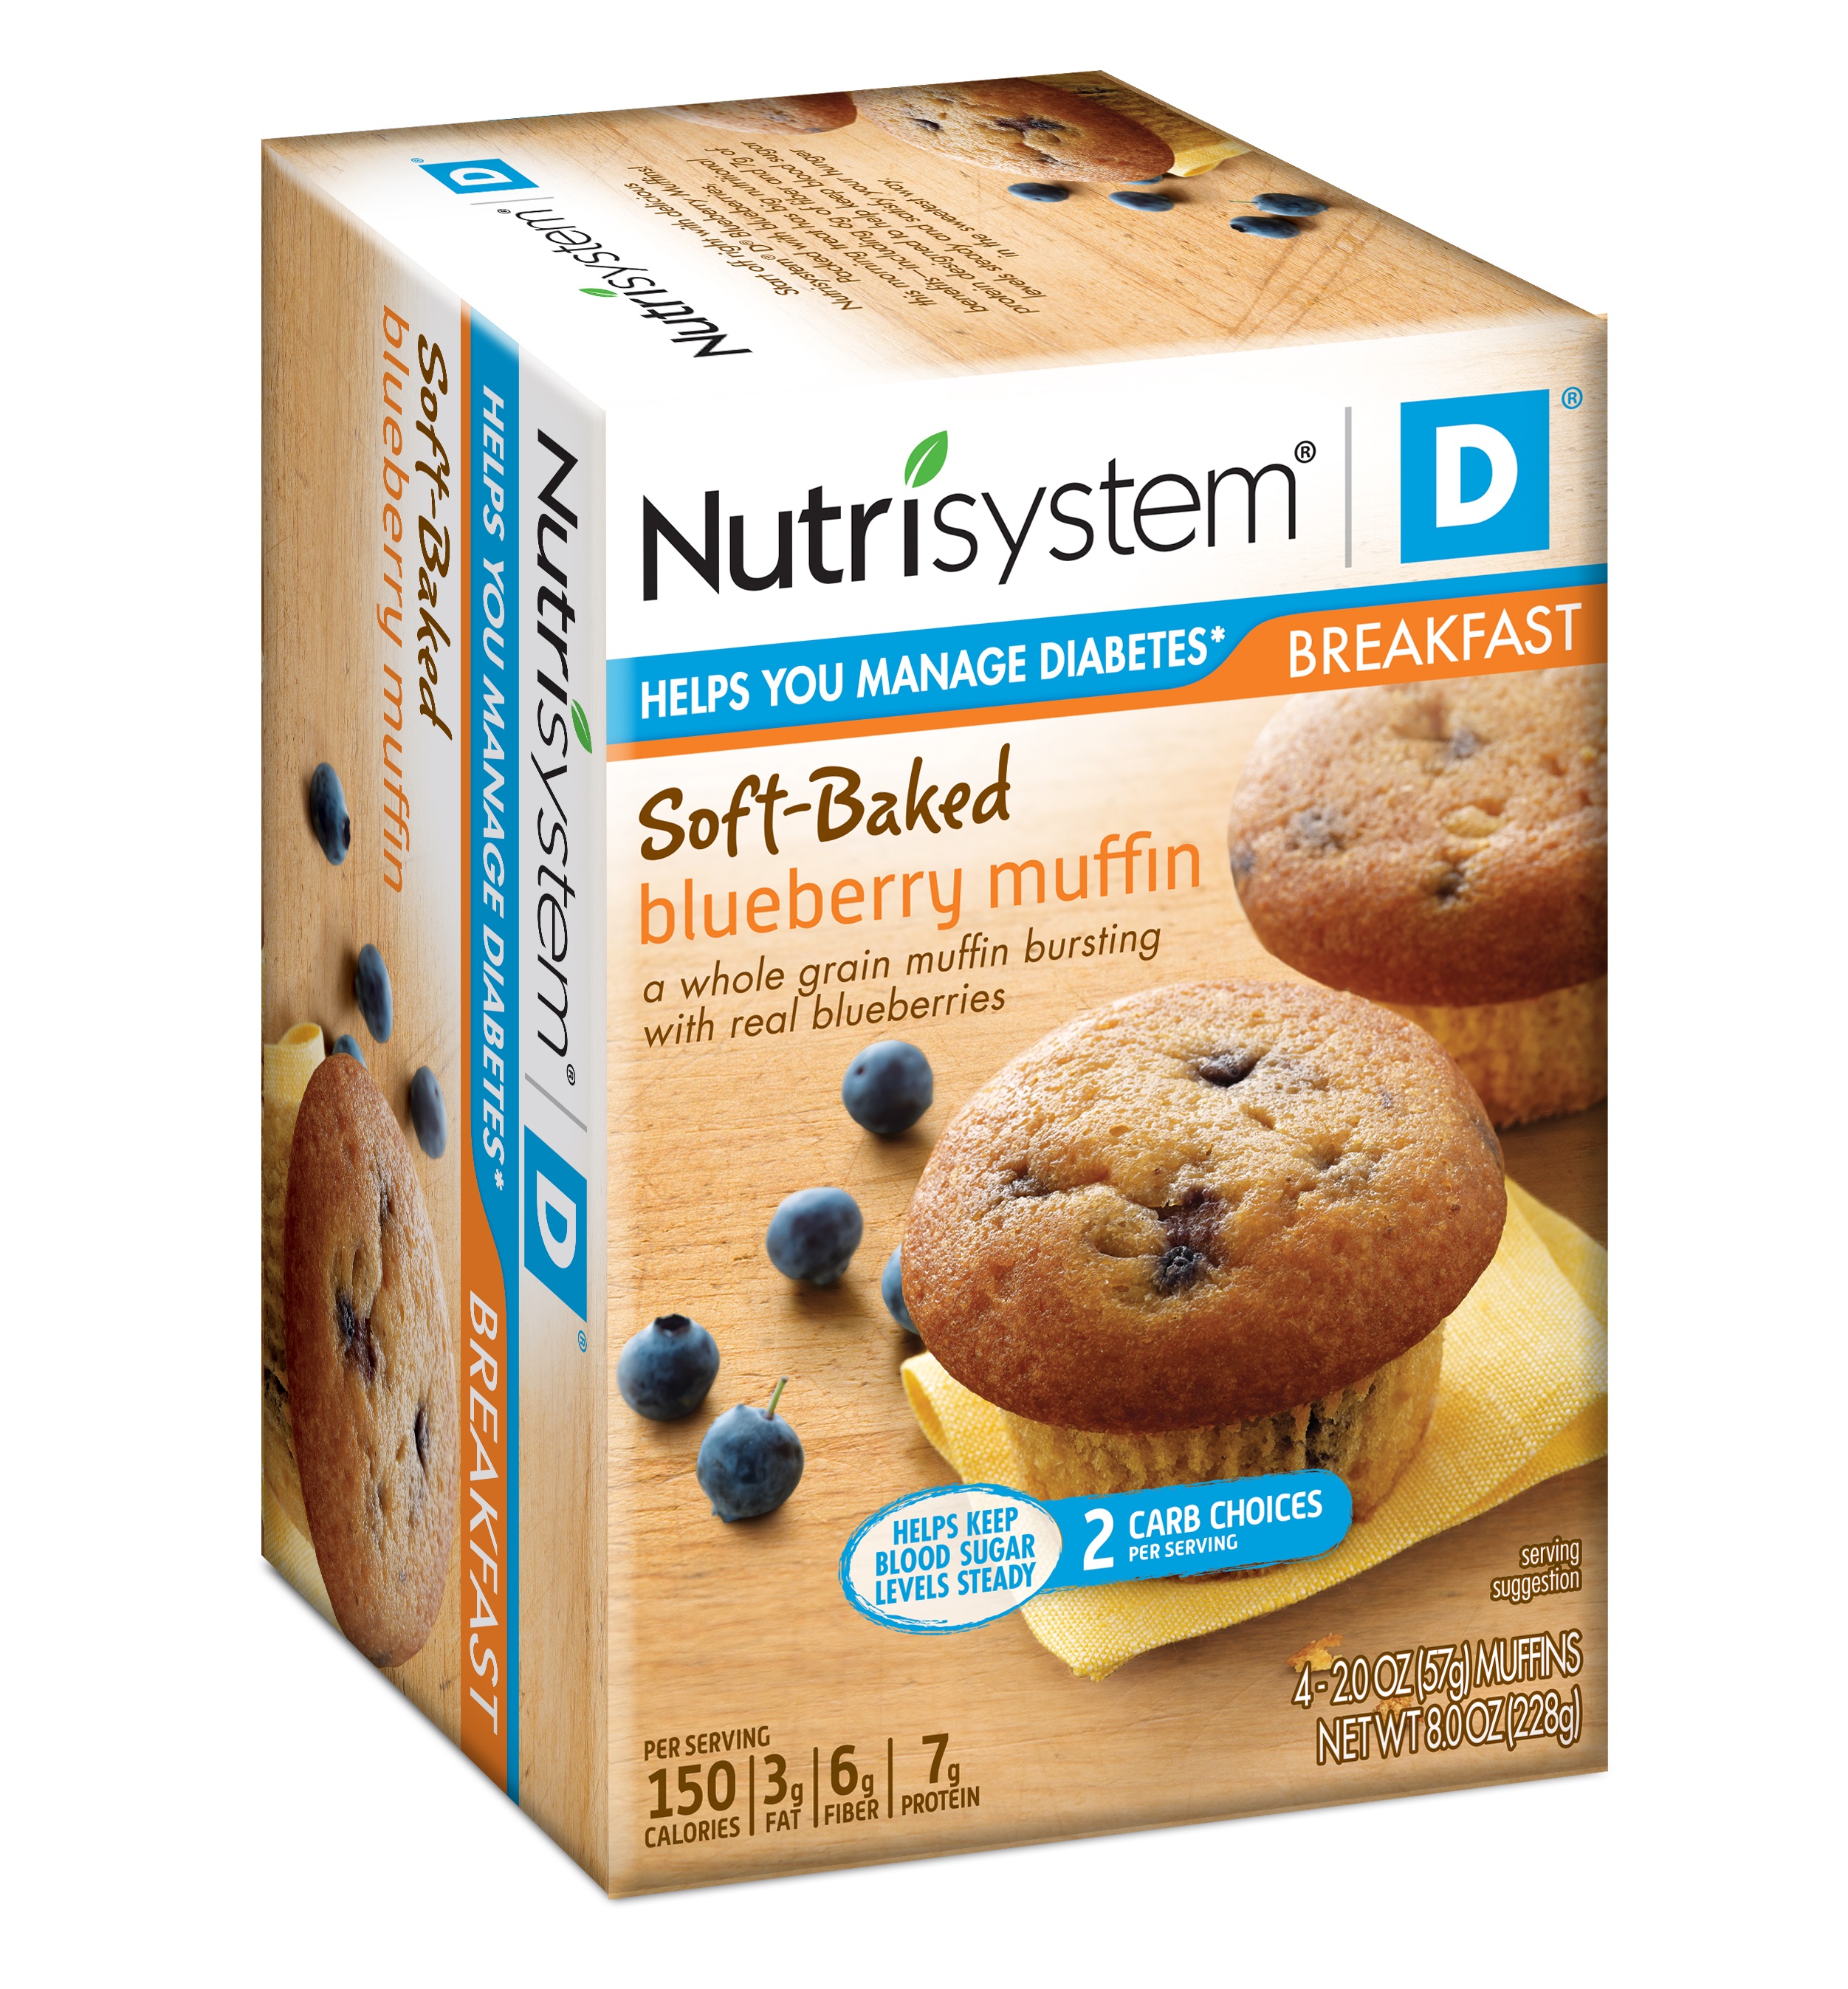 Nutrisystem® | D®
HELPS YOU MANAGE DIABETES*
BREAKFAST
Soft-Baked
blueberry muffin
a whole grain muffin bursting
with real blueberries
HELPS KEEP
BLOOD SUGAR
LEVELS STEADY
2 CARB CHOICES
PER SERVING
serving
suggestion
4-2.0 OZ (57g) MUFFINS
NET WT 8.0 OZ (228g)
PER SERVING
150 CALORIES | 3g FAT | 6g FIBER | 7g PROTEIN
Nutrisystem® | D®
HELPS YOU MANAGE DIABETES*
BREAKFAST
Soft-Baked
blueberry muffin
Nutrisystem® | D®
Start off right with delicious
Nutrisystem® D® Blueberry Muffins!
Packed with blueberries,
this morning treat has big nutritional
benefits—including 6g of fiber and 7g of
protein designed to help keep blood sugar
levels steady and satisfy your hunger
in the sweetest way.